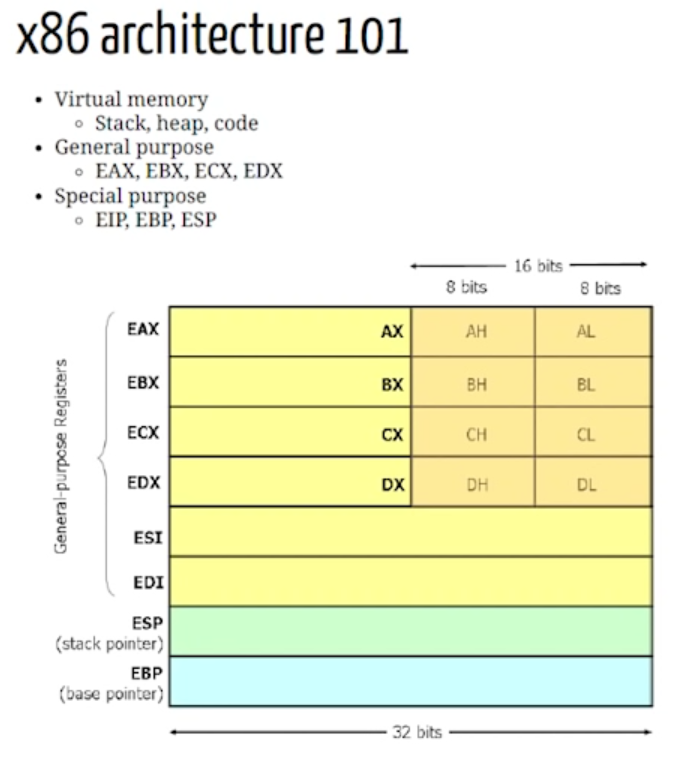 x86 architecture 101
• Virtual memory
◦ Stack, heap, code
• General purpose
◦ EAX, EBX, ECX, EDX
• Special purpose
◦ EIP, EBP, ESP
16 bits
8 bits 8 bits
General-purpose Registers
EAX AX AH AL
EBX BX BH BL
ECX CX CH CL
EDX DX DH DL
ESI
EDI
ESP
(stack pointer)
EBP
(base pointer)
32 bits